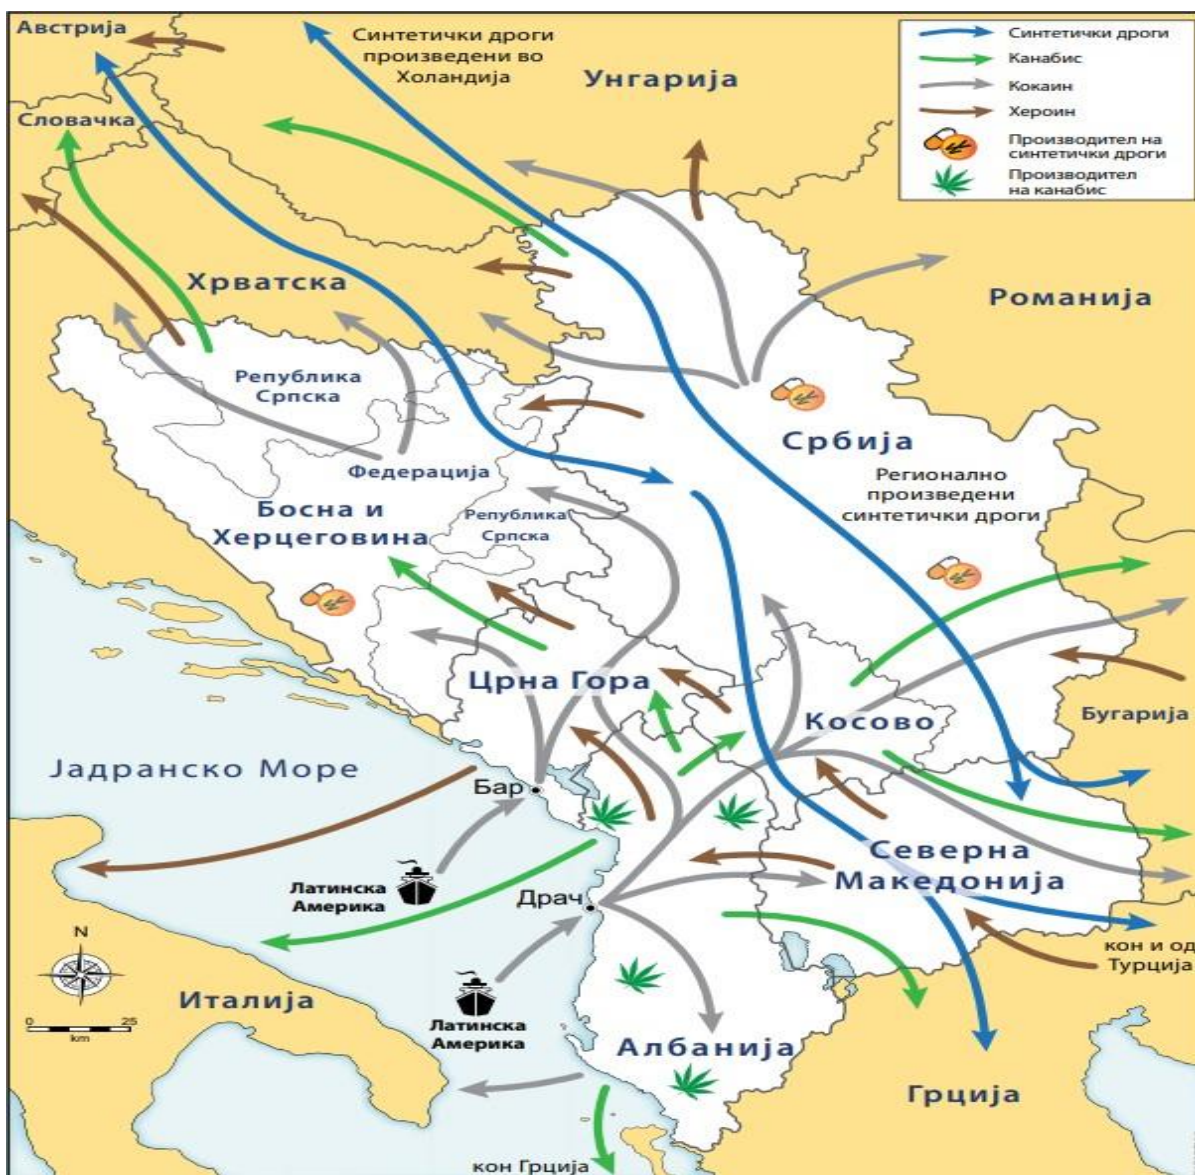 Австрија
Синтетички дроги
произведени во
Холандија
Унгарија
Синтетички дроги
Канабис
Кокаин
Хероин
Производител на
синтетички дроги
Производител
на канабис
Словачка
Хрватска
Романија
Република
Српска
Федерација
Србија
Регионално
произведени
синтетички дроги
Босна и
Херцеговина
Република
Српска
Црна Гора
Косово
Бугарија
Јадранско Море
Бар
Латинска
Америка
Драч
Северна
Македонија
кон и од
Турција
N
0 25
km
Италија
Латинска
Америка
Албанија
Грција
кон Грција